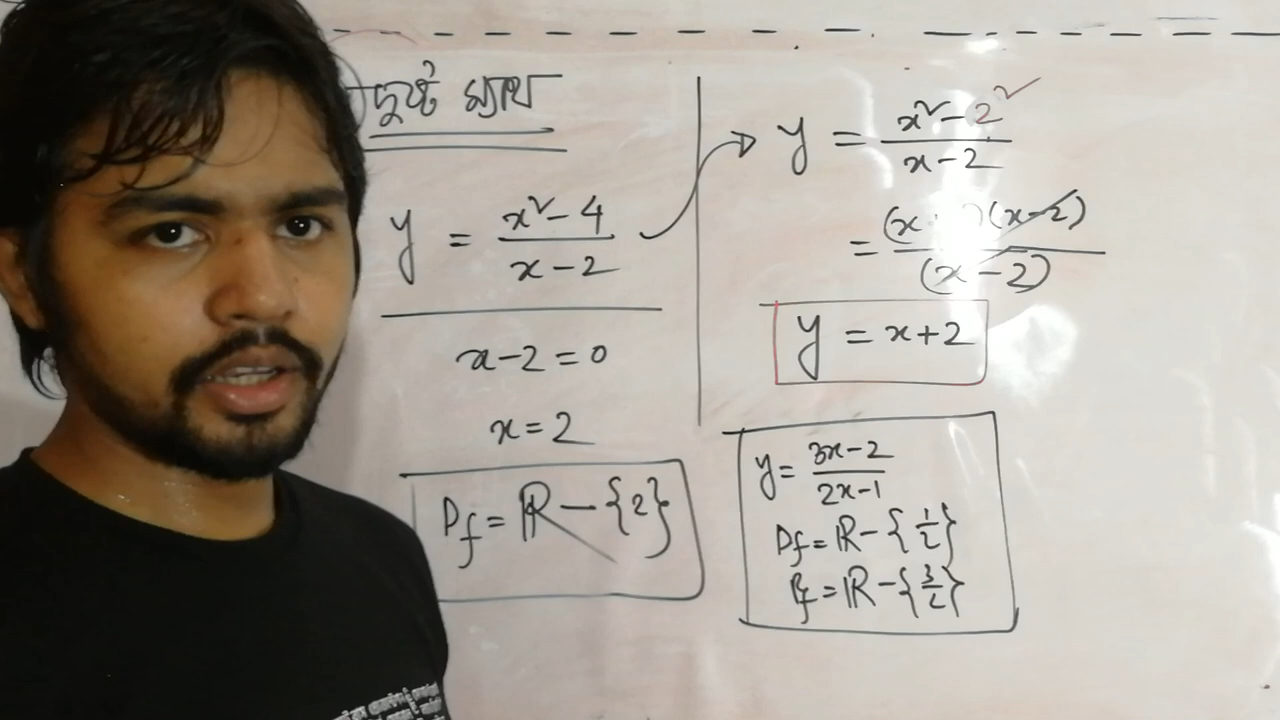 দুষ্ট ম্যাথ
y = (x² - 4)/(x - 2)
x - 2 = 0
x = 2
Df = ℝ - {2}
y = (x² - 2²)/(x - 2)
= (x )(x - 2)/(x - 2)
y = x + 2
y = (3x - 2)/(2x - 1)
Df = ℝ - {1/2}
Rf = ℝ - {3/2}